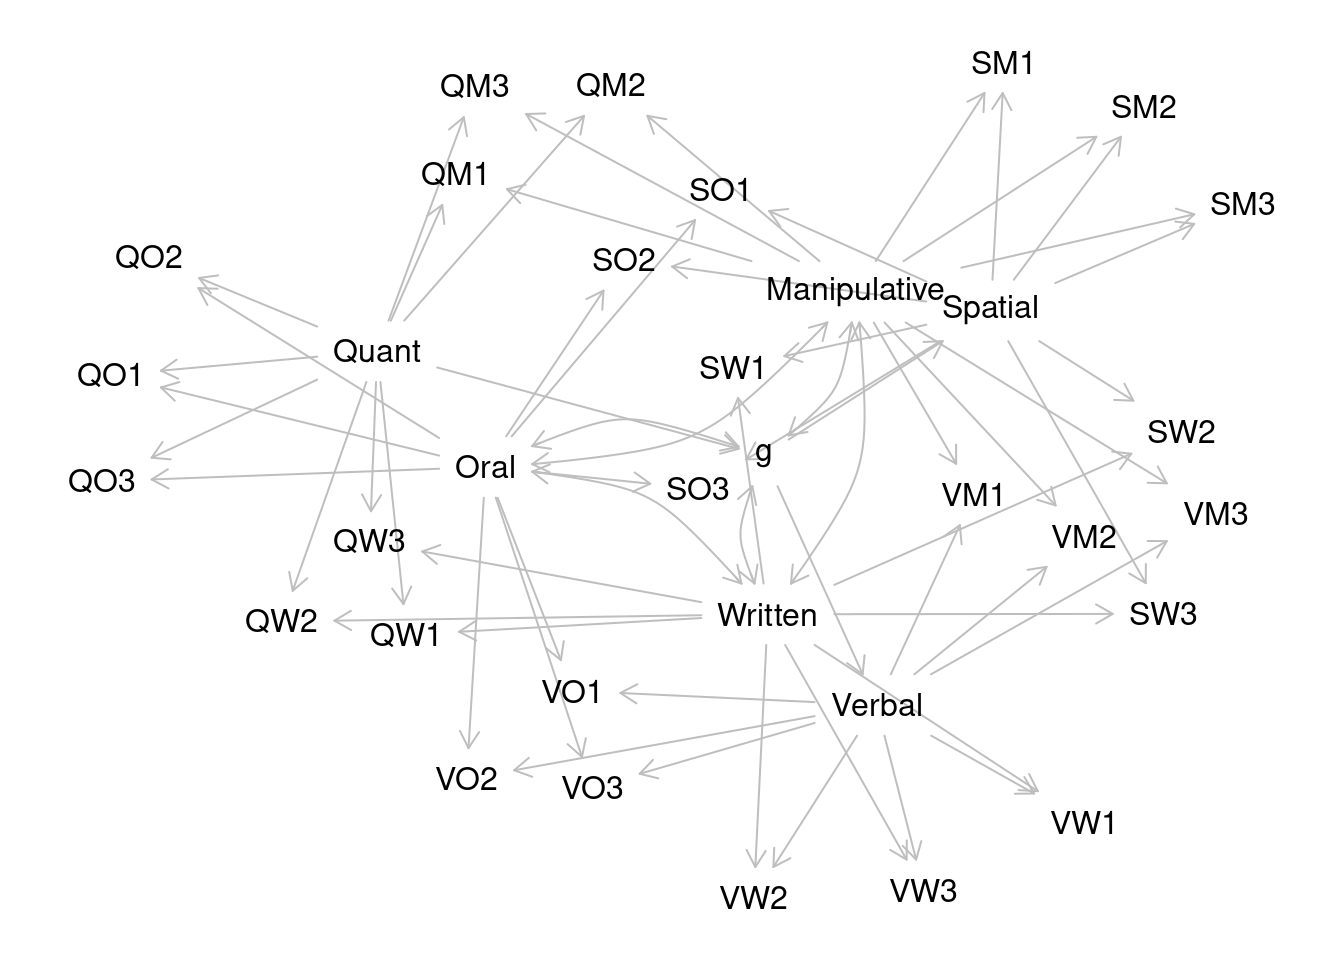 SM1
QM3
QM2
SM2
QM1
SO1
SM3
QO2
SO2
Manipulative
Spatial
Quant
QO1
SW1
SW2
g
Oral
QO3
SO3
VM1
VM3
QW3
VM2
Written
SW3
QW2
QW1
VO1
Verbal
VO2
VO3
VW1
VW2
VW3